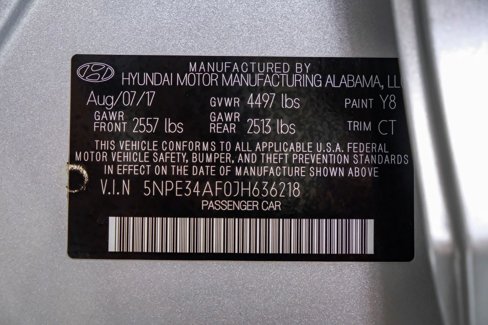 MANUFACTURED BY
HYUNDAI MOTOR MANUFACTURING ALABAMA, LLC
Aug/07/17 GVWR 4497 lbs PAINT Y8
GAWR FRONT 2557 lbs GAWR REAR 2513 lbs TRIM CT
THIS VEHICLE CONFORMS TO ALL APPLICABLE U.S.A. FEDERAL
MOTOR VEHICLE SAFETY, BUMPER, AND THEFT PREVENTION STANDARDS
IN EFFECT ON THE DATE OF MANUFACTURE SHOWN ABOVE
V.I.N 5NPE34AF0JH636218
PASSENGER CAR